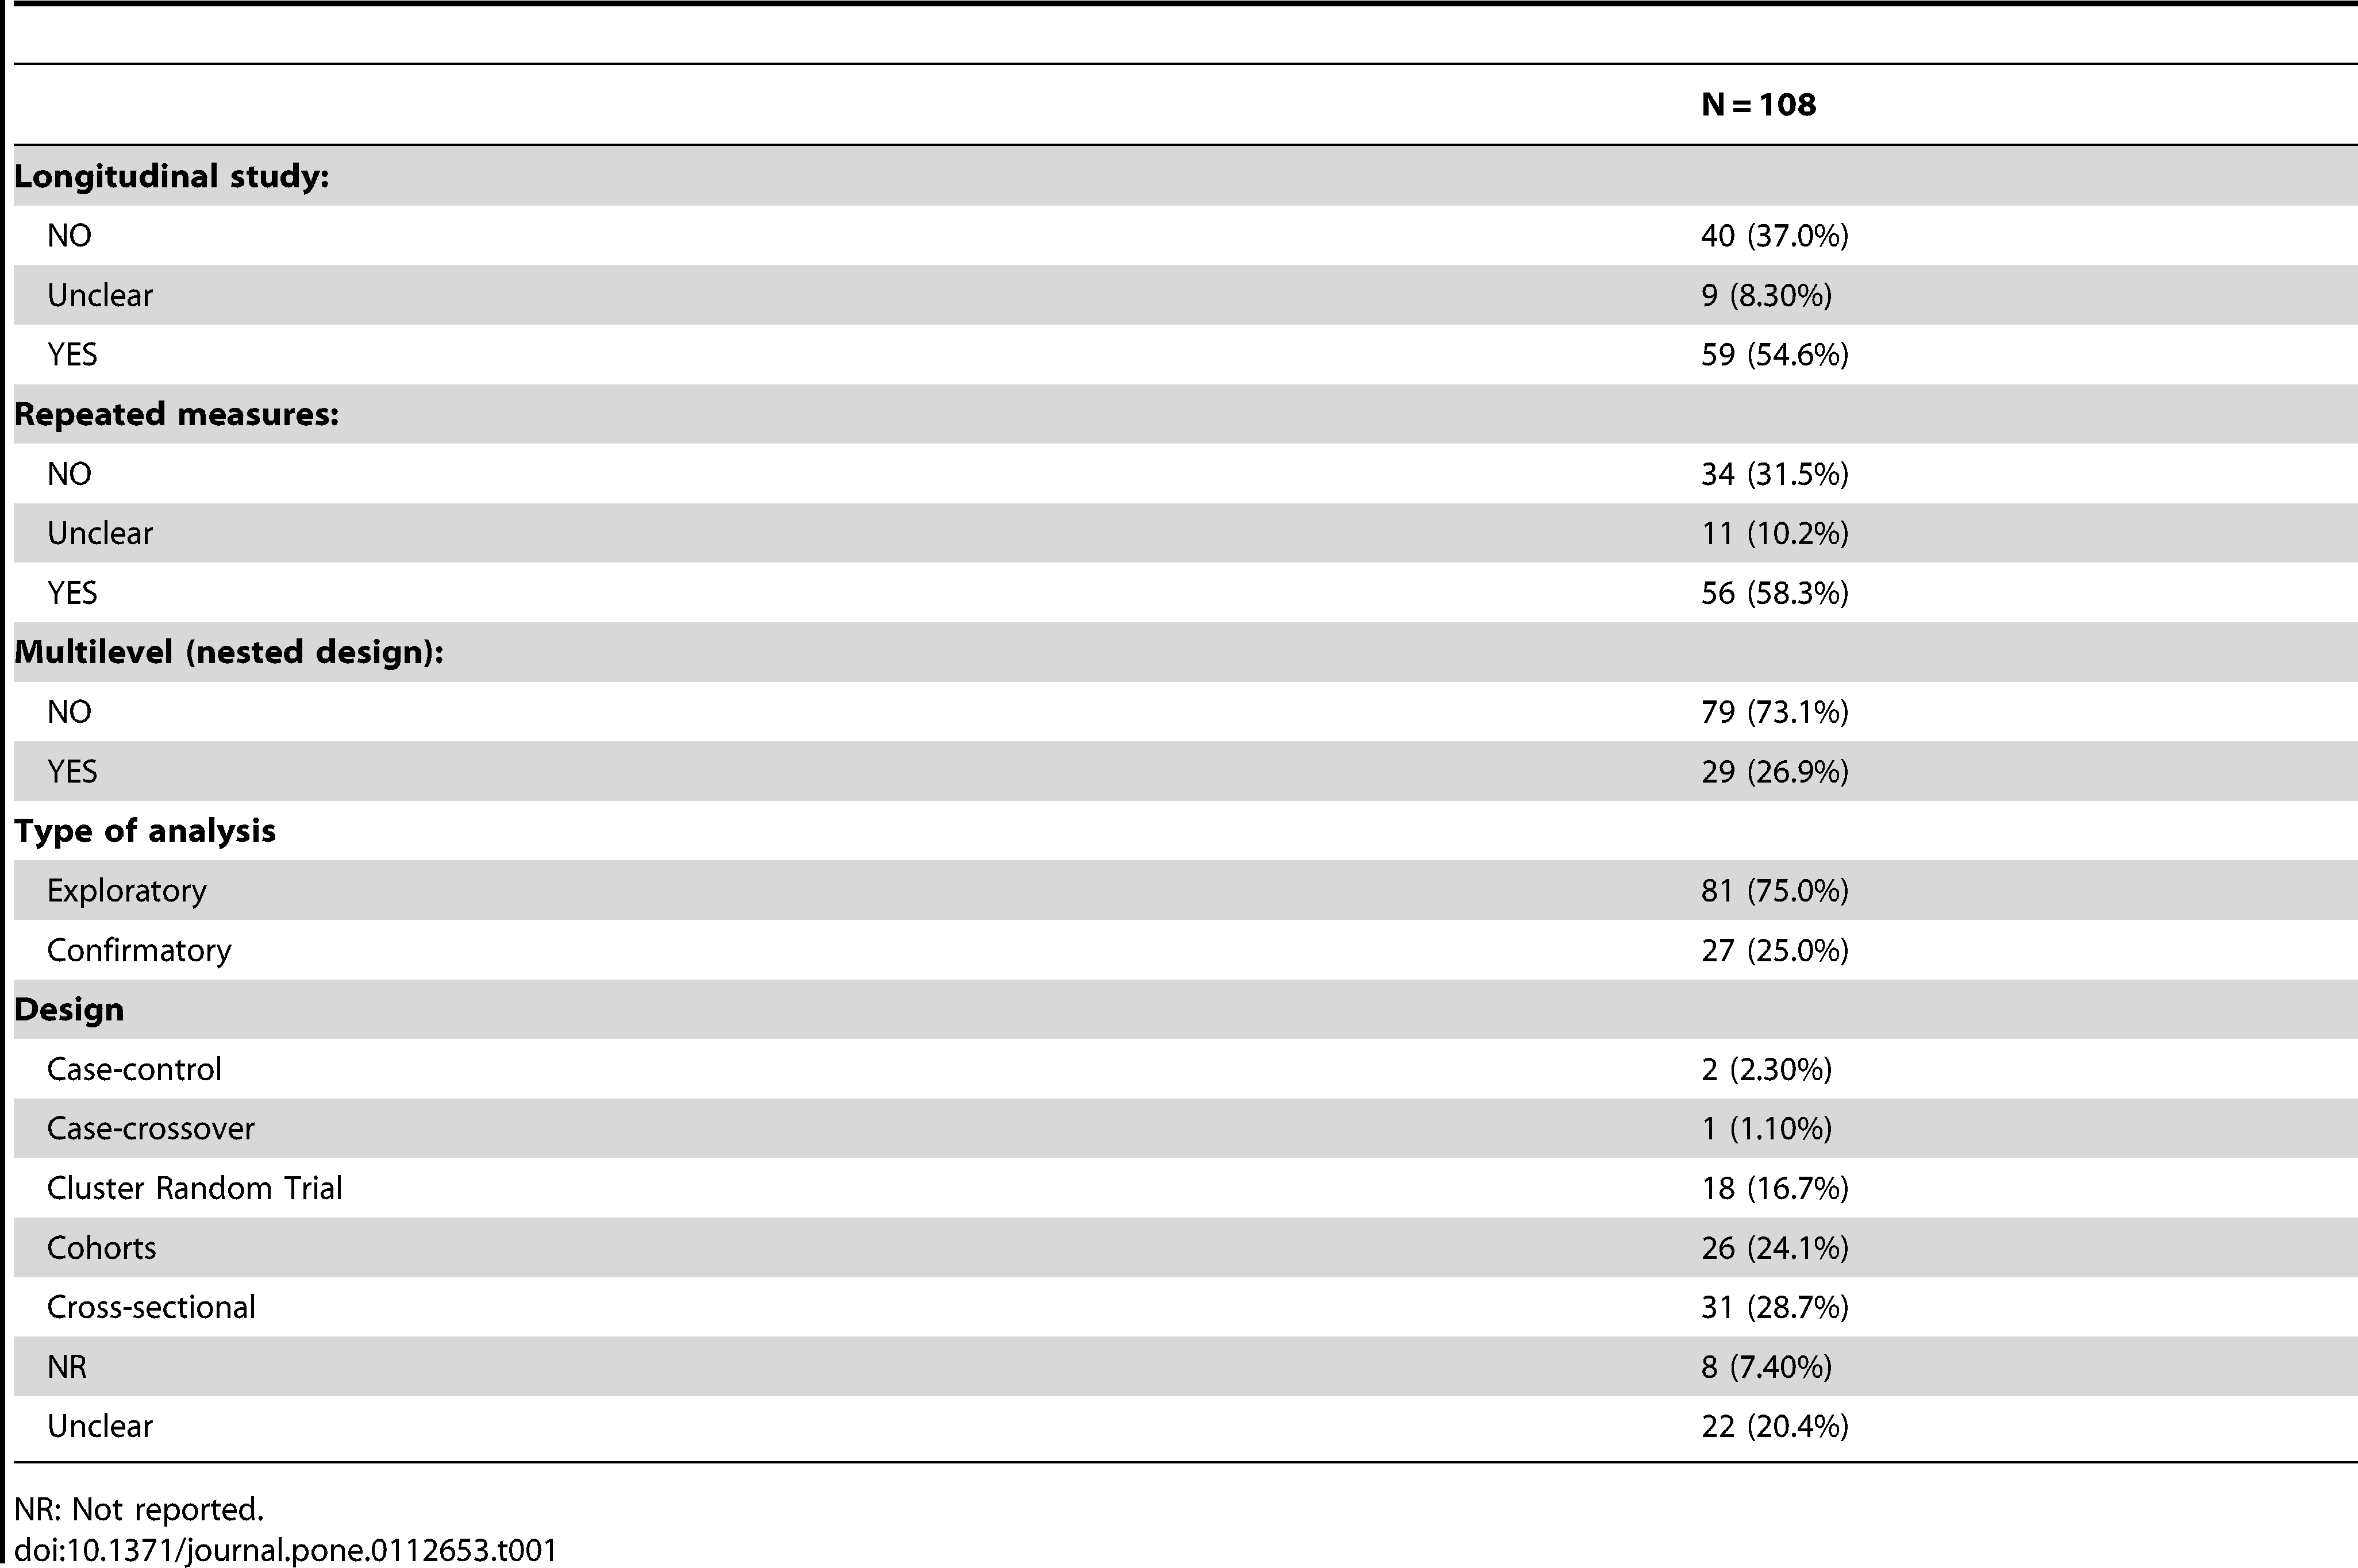 N = 108
Longitudinal study:
NO 40 (37.0%)
Unclear 9 (8.30%)
YES 59 (54.6%)
Repeated measures:
NO 34 (31.5%)
Unclear 11 (10.2%)
YES 56 (58.3%)
Multilevel (nested design):
NO 79 (73.1%)
YES 29 (26.9%)
Type of analysis
Exploratory 81 (75.0%)
Confirmatory 27 (25.0%)
Design
Case-control 2 (2.30%)
Case-crossover 1 (1.10%)
Cluster Random Trial 18 (16.7%)
Cohorts 26 (24.1%)
Cross-sectional 31 (28.7%)
NR 8 (7.40%)
Unclear 22 (20.4%)
NR: Not reported.
doi:10.1371/journal.pone.0112653.t001